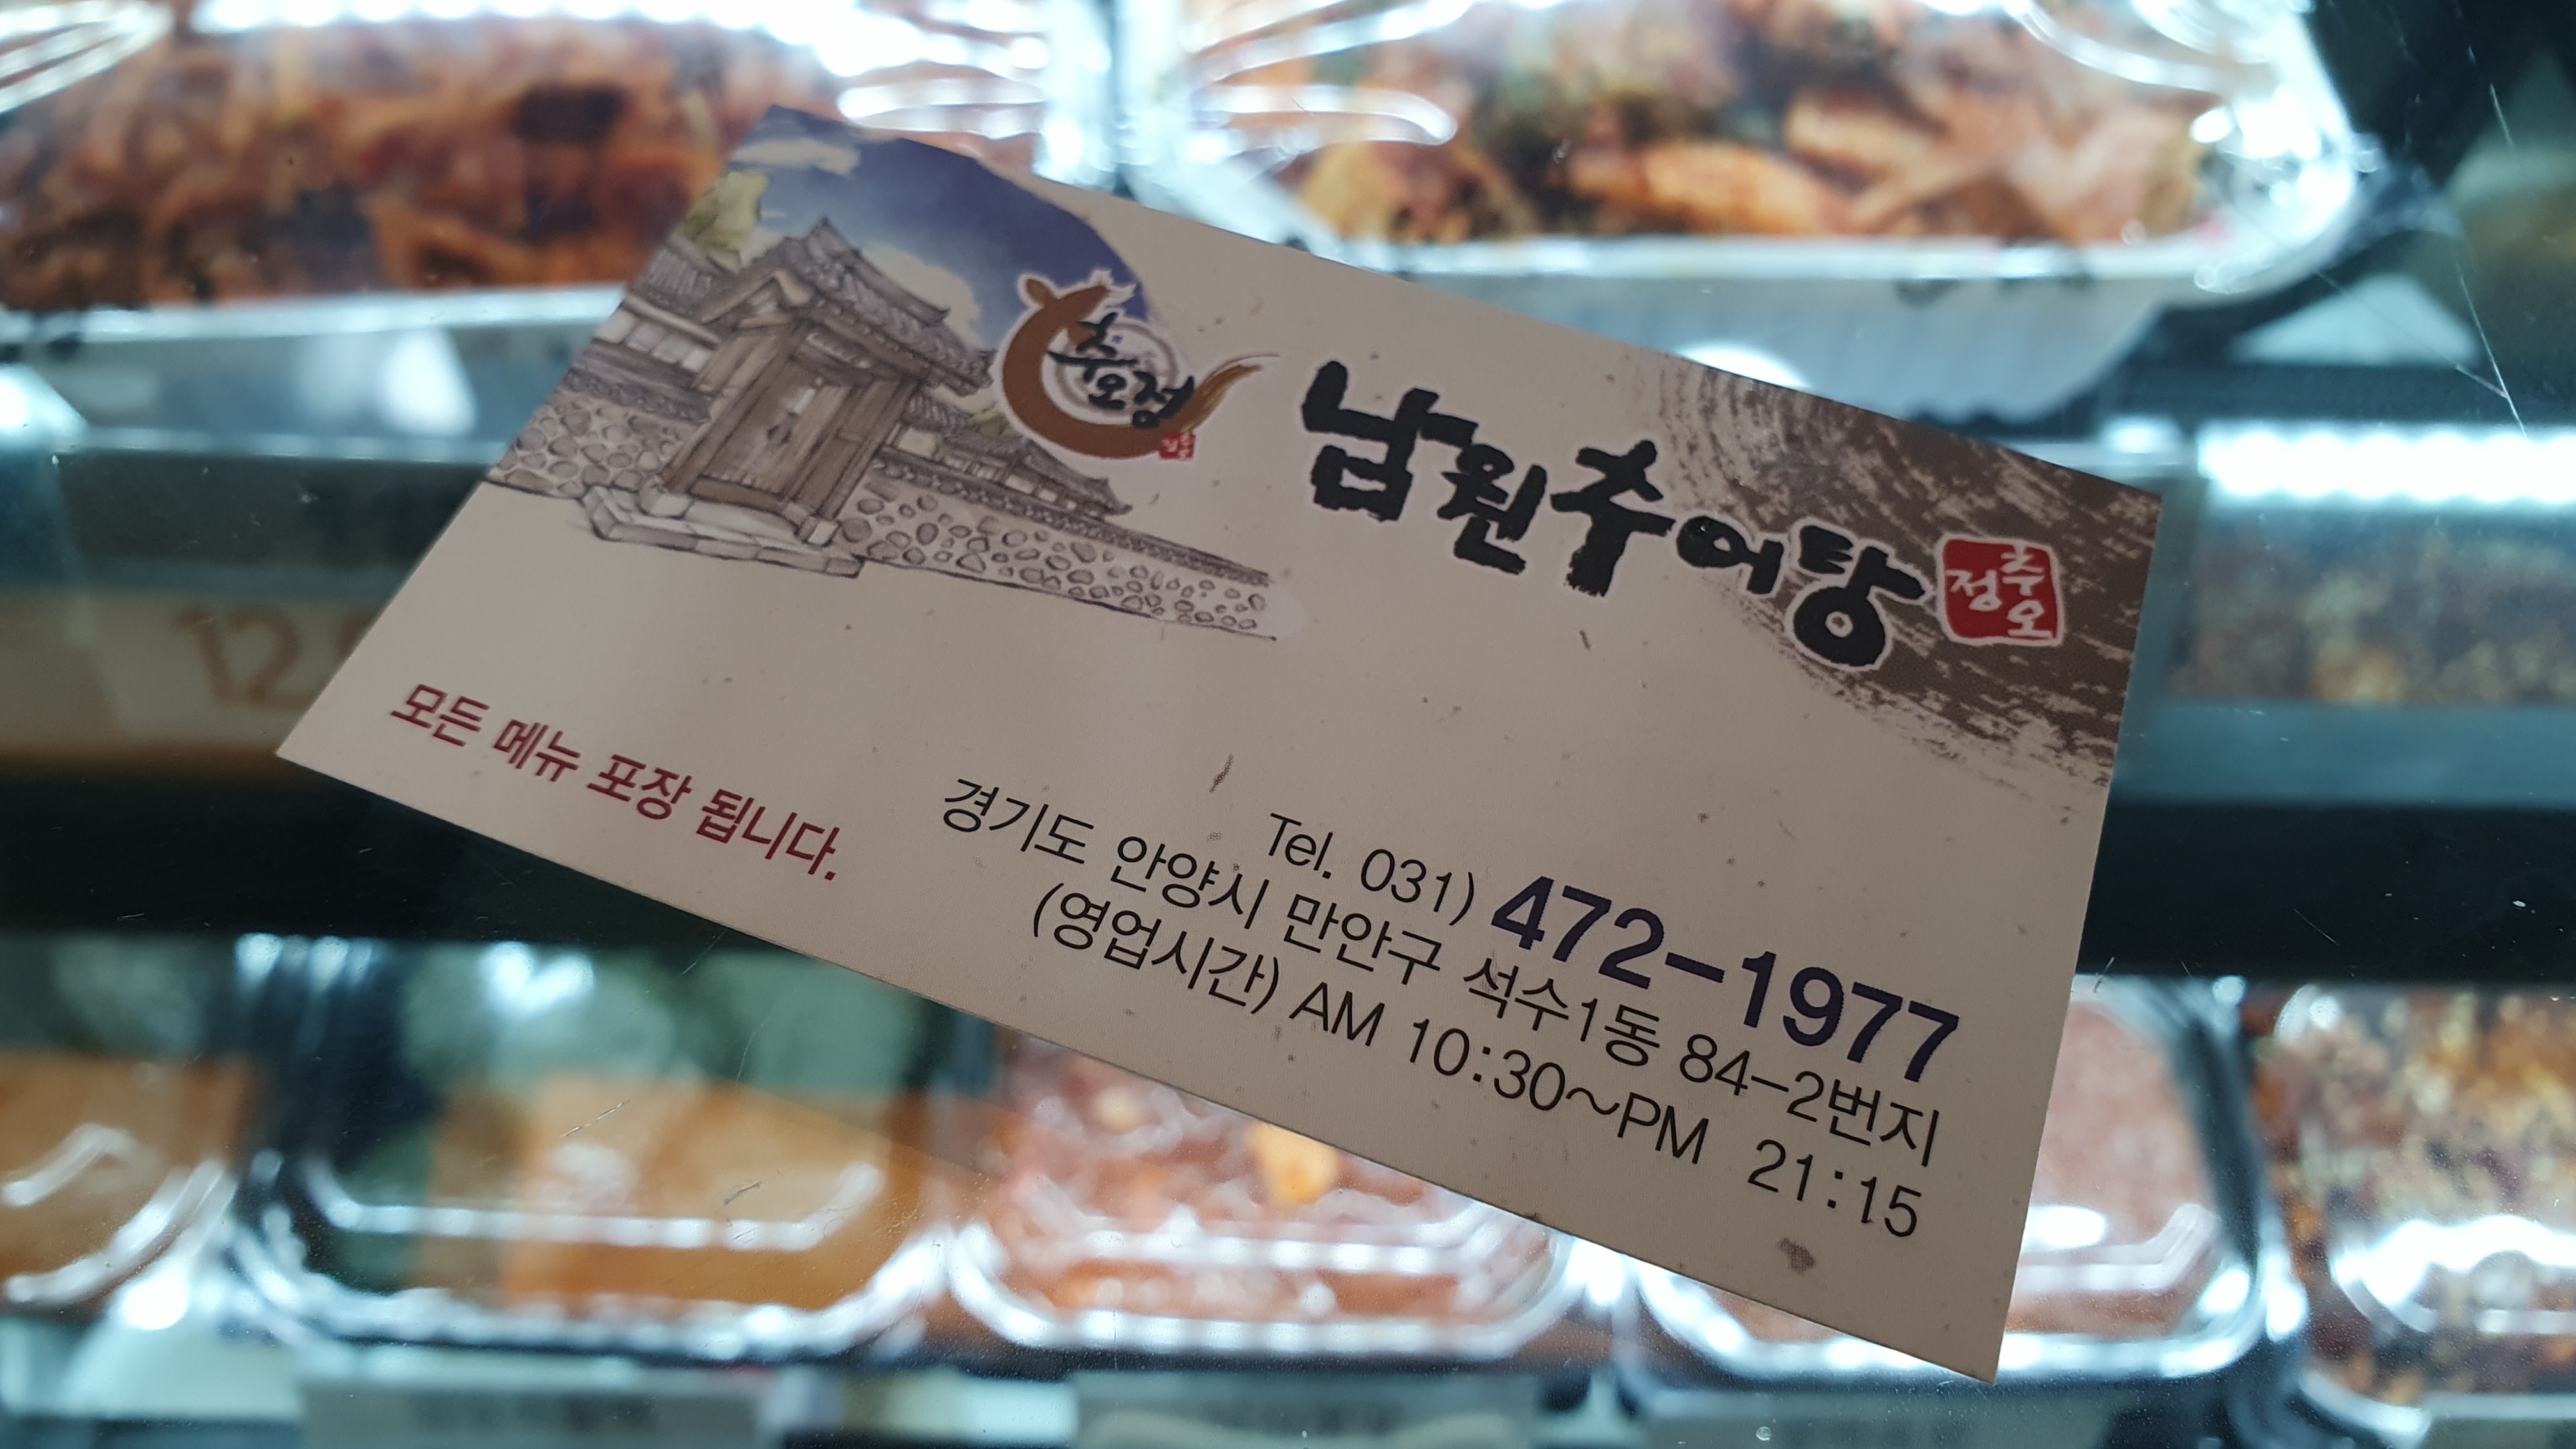 추오정
남원추어탕
추오정
모든 메뉴 포장 됩니다.
Tel. 031) 472-1977
경기도 안양시 만안구 석수1동 84-2번지
(영업시간) AM 10:30~PM 21:15